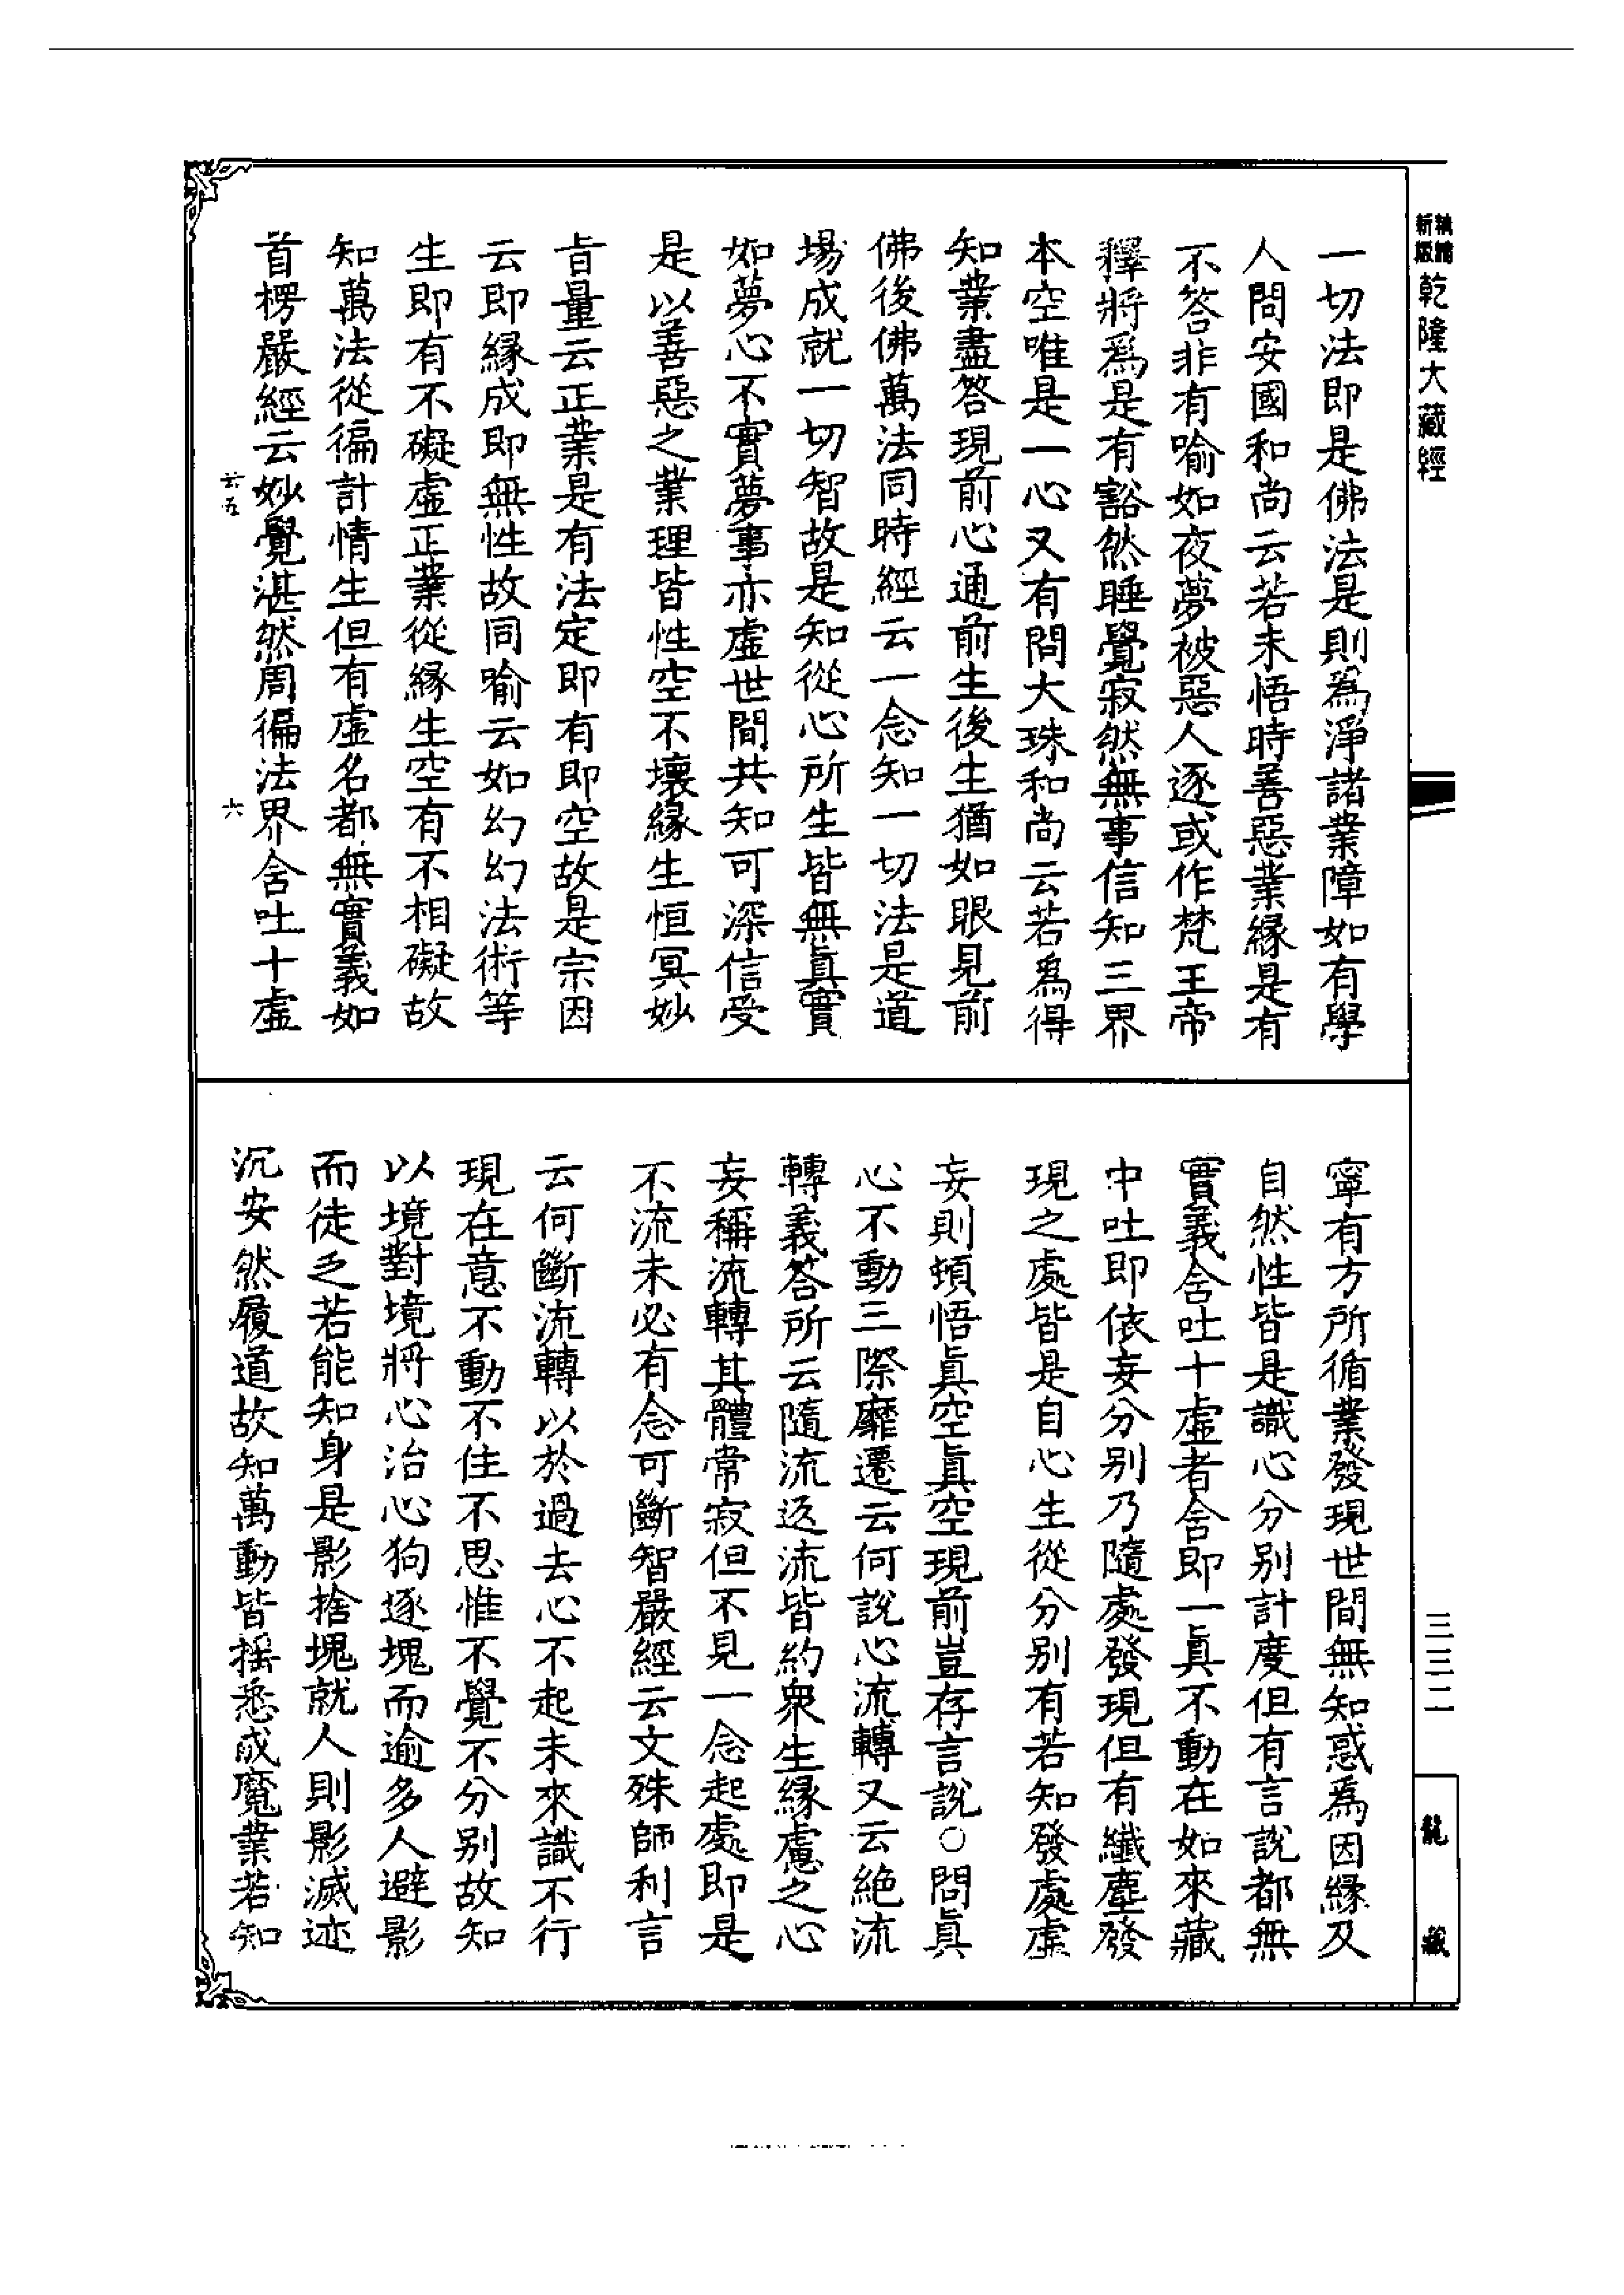 新編縮版 乾隆大藏經
一切法即是佛法是則為淨諸業障如有學
人問安國和尚云若未悟時善惡業緣是有
不答非有喻如夜夢被惡人逐或作梵王帝
釋將爲是有豁然睡覺寂然無事信知三界
本空唯是一心又有問大珠和尚云若爲得
知業盡答現前心通前生後生猶如眼見前
佛後佛萬法同時經云一念知一切法是道
場成就一切智故是知從心所生皆無真實
如夢心不實夢事亦虛世間共知可深信受
是以善惡之業理皆性空不壞緣生恒冥妙
旨量云正業是有法定即有即空故是宗因
云即緣成即無性故同喻云如幻幻法術等
生即有不礙虛正業從緣生空有不相礙故
知萬法從徧計情生但有虛名都無實義如
首楞嚴經云妙覺湛然周徧法界含吐十虛
六
三三二
龍藏
寧有方所循業發現世間無知惑為因緣及
自然性皆是識心分别計度但有言說都無
實義含吐十虛者含即一真不動在如來藏
中吐即依妄分别乃隨處發現但有纖塵發
現之處皆是自心生從分别有若知發處虛
妄則頓悟真空真空現前豈存言說○問真
心不動三際靡遷云何說心流轉又云絶流
轉義答所云隨流返流皆約衆生緣慮之心
妄稱流轉其體常寂但不見一念起處即是
不流未必有念可斷智嚴經云文殊師利言
云何斷流轉以於過去心不起未來識不行
現在意不動不住不思惟不覺不分别故知
以境對境將心治心狗逐塊而逾多人避影
而徒乏若能知身是影捨塊就人則影滅迹
沉安然履道故知萬動皆搖悉成魔業若知